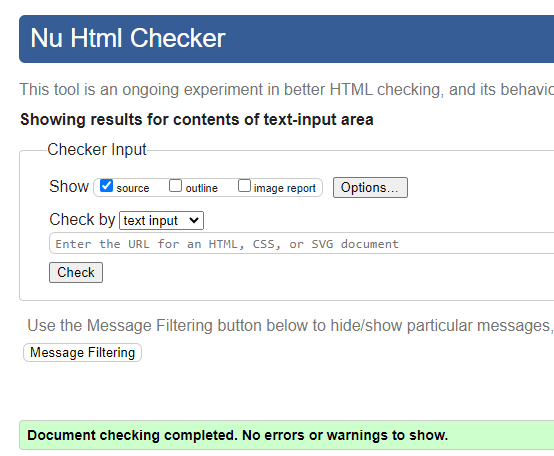 Nu Html Checker
This tool is an ongoing experiment in better HTML checking, and its behavio
Showing results for contents of text-input area
Checker Input
Show source outline image report Options...
Check by text input
Enter the URL for an HTML, CSS, or SVG document
Check
Use the Message Filtering button below to hide/show particular messages,
Message Filtering
Document checking completed. No errors or warnings to show.